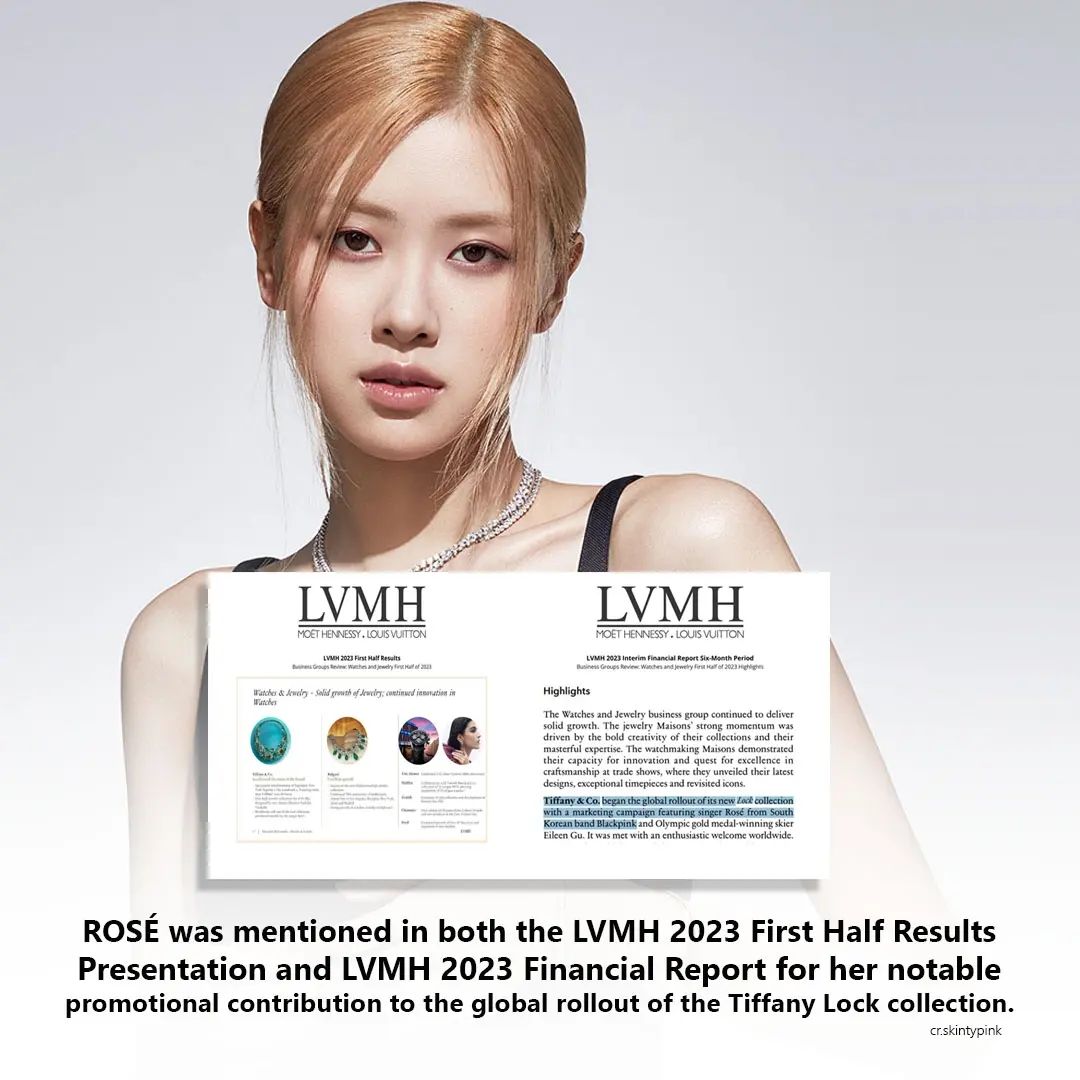 LVMH
MOËT HENNESSY . LOUIS VUITTON
LVMH 2023 First Half Results
Business Groups Review: Watches and Jewelry First Half of 2023
Watches & Jewelry - Solid growth of Jewelry; continued innovation in
Watches
Tiffany & Co.
Bulgari
LVMH
LVMH
MOËT HENNESSY . LOUIS VUITTON
LVMH 2023 Interim Financial Report Six-Month Period
Business Groups Review: Watches and Jewelry First Half of 2023 Highlights
Highlights
The Watches and Jewelry business group continued to deliver
solid growth. The jewelry Maisons' strong momentum was
driven by the bold creativity of their collections and their
masterful expertise. The watchmaking Maisons demonstrated
their capacity for innovation and quest for excellence in
craftsmanship at trade shows, where they unveiled their latest
designs, exceptional timepieces and revisited icons.
Tiffany & Co. began the global rollout of its new Lock collection
with a marketing campaign featuring singer Rosé from South
Korean band Blackpink and Olympic gold medal-winning skier
Eileen Gu. It was met with an enthusiastic welcome worldwide.
ROSÉ was mentioned in both the LVMH 2023 First Half Results
Presentation and LVMH 2023 Financial Report for her notable
promotional contribution to the global rollout of the Tiffany Lock collection.
cr.skintypink